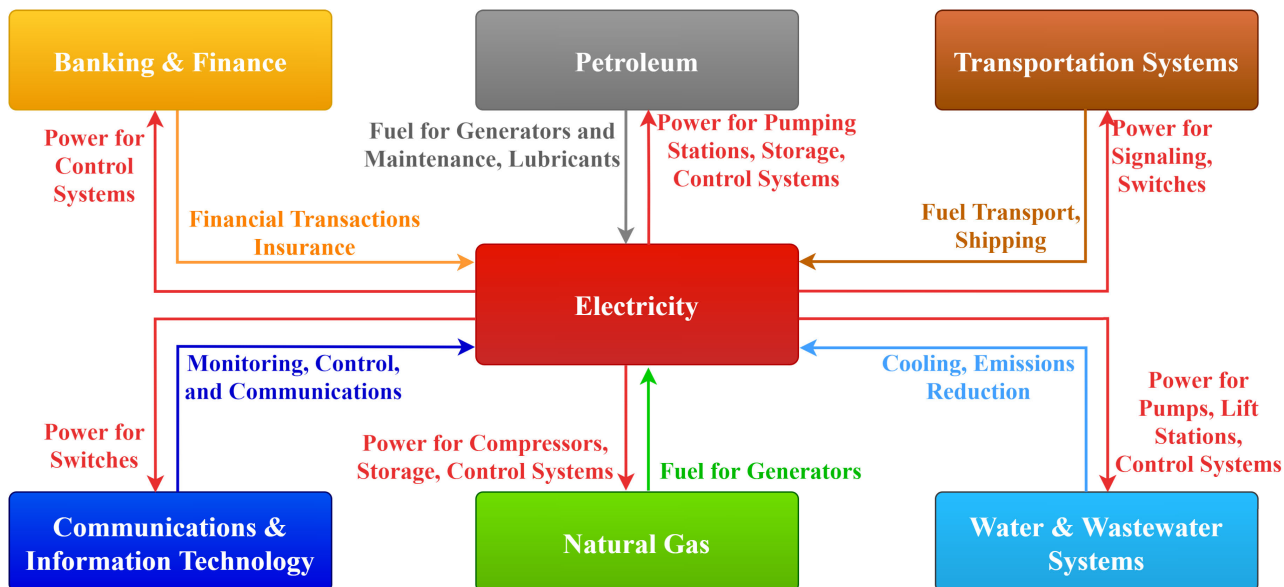 Banking & Finance
Petroleum
Transportation Systems
Power for
Control
Systems
Fuel for Generators and
Maintenance, Lubricants
Power for Pumping
Stations, Storage,
Control Systems
Power for
Signaling,
Switches
Financial Transactions
Insurance
Fuel Transport,
Shipping
Electricity
Monitoring, Control,
and Communications
Cooling, Emissions
Reduction
Power for
Switches
Power for Compressors,
Storage, Control Systems
Fuel for Generators
Power for
Pumps, Lift
Stations,
Control Systems
Communications &
Information Technology
Natural Gas
Water & Wastewater
Systems